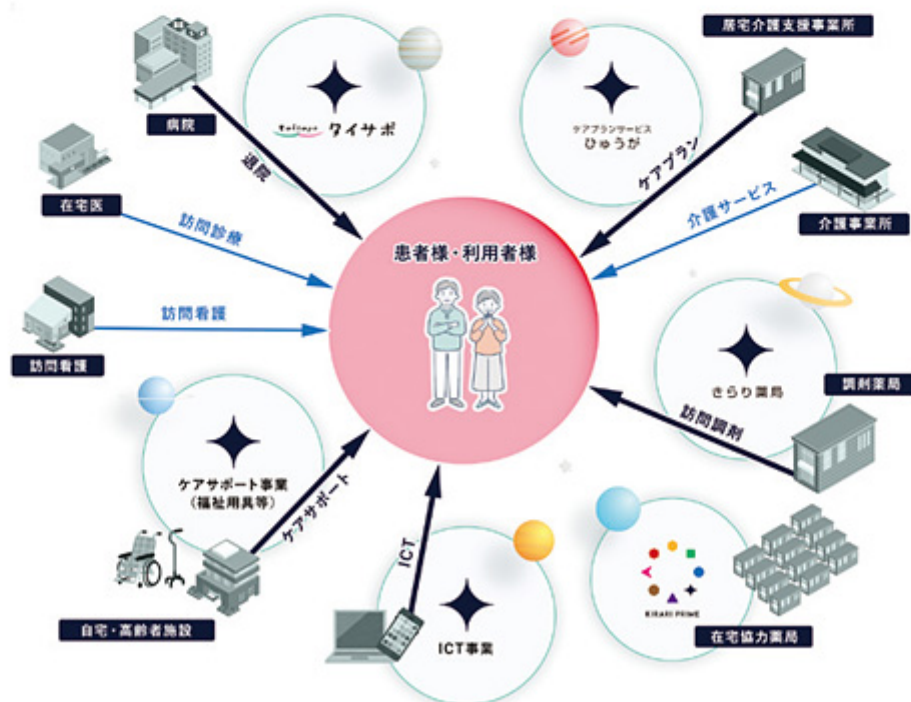 病院
退院
タイサポ
ケアプランサービス
ひゅうが
居宅介護支援事業所
ケアプラン
在宅医
訪問診療
介護サービス
介護事業所
患者様・利用者様
訪問看護
訪問看護
きらり薬局
調剤薬局
訪問調剤
ケアサポート事業
(福祉用具等)
ケアサポート
自宅・高齢者施設
ICT
ICT事業
KIRARI PRIME
在宅協力薬局